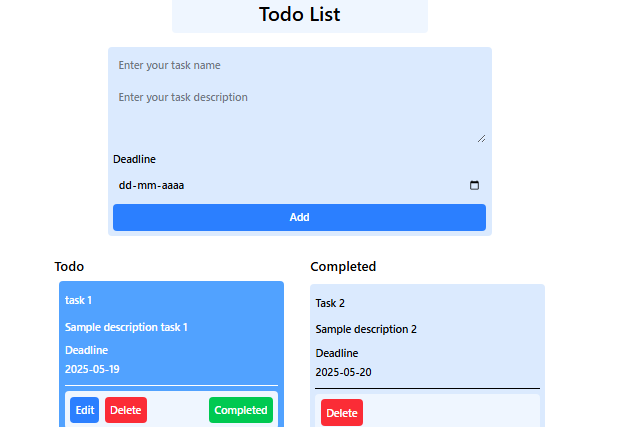 Todo List
Enter your task name
Enter your task description
Deadline
dd-mm-aaaa
Add
Todo
task 1
Sample description task 1
Deadline
2025-05-19
Edit Delete Completed
Completed
Task 2
Sample description 2
Deadline
2025-05-20
Delete